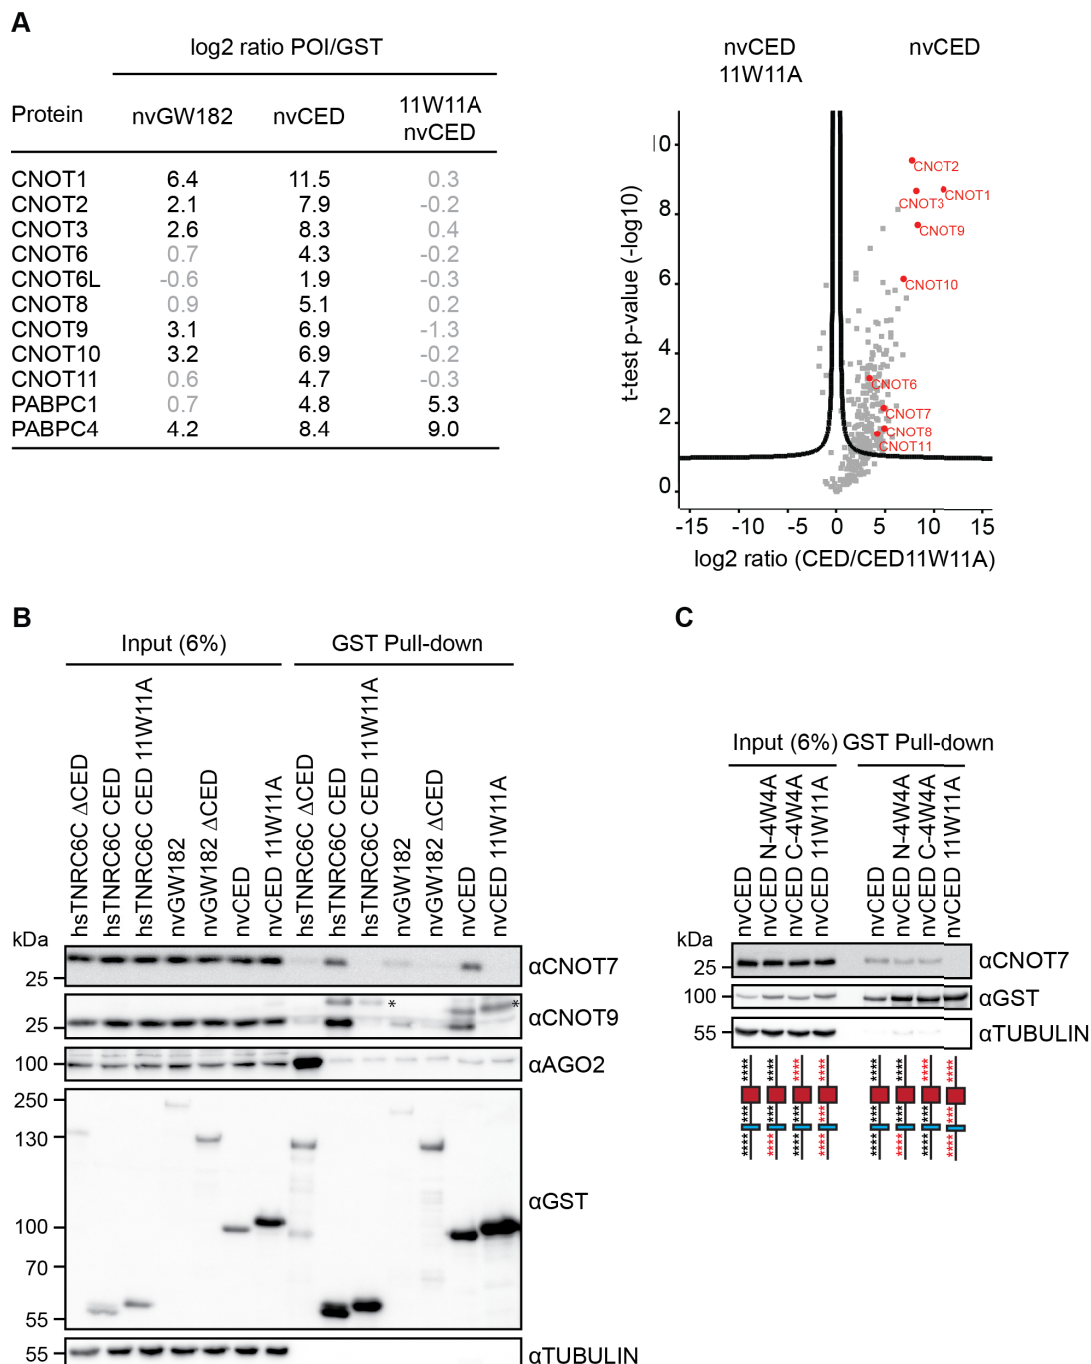 A
log2 ratio POI/GST
Protein nvGW182 nvCED 11W11A nvCED
CNOT1 6.4 11.5 0.3
CNOT2 2.1 7.9 -0.2
CNOT3 2.6 8.3 0.4
CNOT6 0.7 4.3 -0.2
CNOT6L -0.6 1.9 -0.3
CNOT8 0.9 5.1 0.2
CNOT9 3.1 6.9 -1.3
CNOT10 3.2 6.9 -0.2
CNOT11 0.6 4.7 -0.3
PABPC1 0.7 4.8 5.3
PABPC4 4.2 8.4 9.0
nvCED 11W11A
nvCED
t-test p-value (-log10)
10
8
6
4
2
0
CNOT2
CNOT1
CNOT3
CNOT9
CNOT10
CNOT6
CNOT7
CNOT8
CNOT11
-15 -10 -5 0 5 10 15
log2 ratio (CED/CED11W11A)
B
Input (6%) GST Pull-down
hsTNRC6C ΔCED
hsTNRC6C CED
hsTNRC6C CED 11W11A
nvGW182
nvGW182 ΔCED
nvCED
nvCED 11W11A
hsTNRC6C ΔCED
hsTNRC6C CED
hsTNRC6C CED 11W11A
nvGW182
nvGW182 ΔCED
nvCED
nvCED 11W11A
kDa
25 αCNOT7
* *
25 αCNOT9
100 αAGO2
250
130
αGST
100
70
55
55 αTUBULIN
C
Input (6%) GST Pull-down
nvCED
nvCED N-4W4A
nvCED C-4W4A
nvCED 11W11A
nvCED
nvCED N-4W4A
nvCED C-4W4A
nvCED 11W11A
kDa
25 αCNOT7
100 αGST
55 αTUBULIN
**** **** **** **** **** **** **** ****
*** *** *** *** *** *** *** ***
**** **** **** **** **** **** **** ****